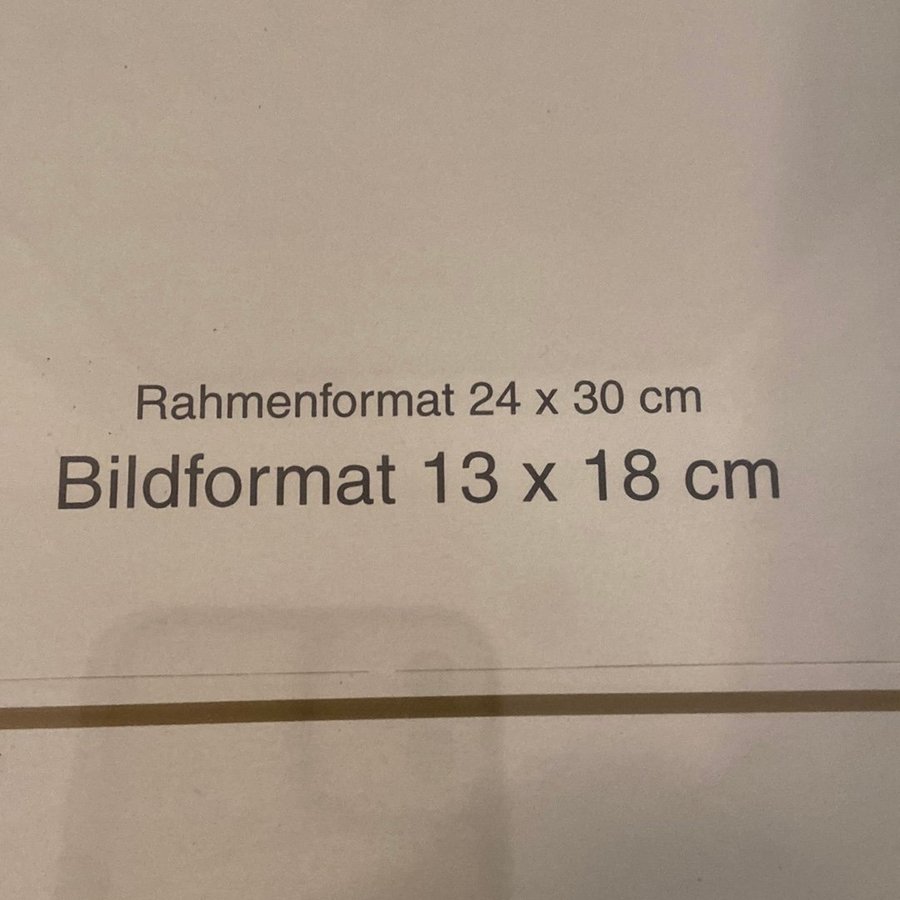 Rahmenformat 24 x 30 cm
Bildformat 13 x 18 cm